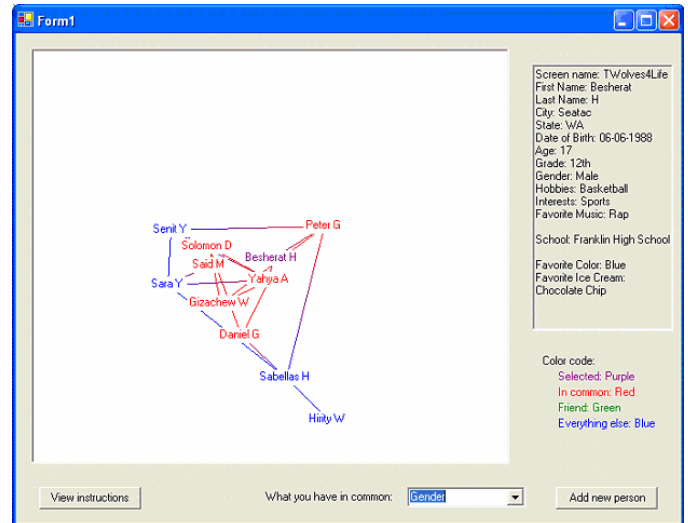 Form1
Screen name: TWolves4Life
First Name: Besherat
Last Name: H
City: Seatac
State: WA
Date of Birth: 06-06-1988
Age: 17
Grade: 12th
Gender: Male
Hobbies: Basketball
Interests: Sports
Favorite Music: Rap
School: Franklin High School
Favorite Color: Blue
Favorite Ice Cream:
Chocolate Chip
Senit Y
Peter G
Solomon D
Besherat H
Said M
Yahya A
Sara Y
Gizachew W
Daniel G
Sabellas H
Hirity W
Color code:
Selected: Purple
In common: Red
Friend: Green
Everything else: Blue
View instructions
What you have in common:
Gender
Add new person